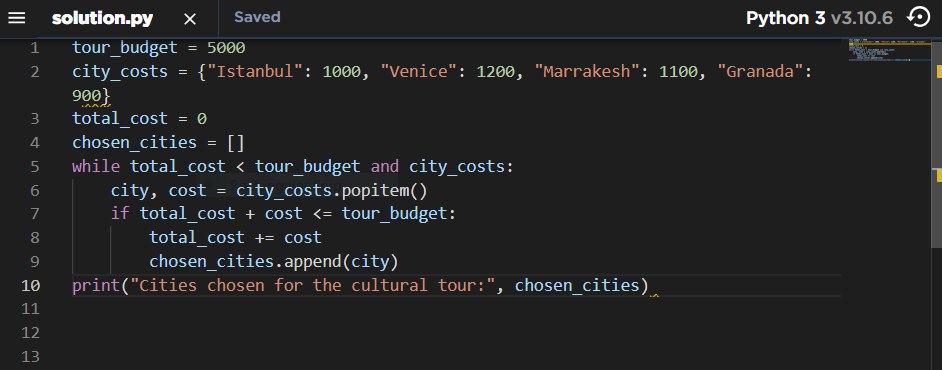 solution.py × Saved Python 3 v3.10.6
1 tour_budget = 5000
2 city_costs = {"Istanbul": 1000, "Venice": 1200, "Marrakesh": 1100, "Granada":
900}
3 total_cost = 0
4 chosen_cities = []
5 while total_cost < tour_budget and city_costs:
6     city, cost = city_costs.popitem()
7     if total_cost + cost <= tour_budget:
8         total_cost += cost
9         chosen_cities.append(city)
10 print("Cities chosen for the cultural tour:", chosen_cities)
11
12
13